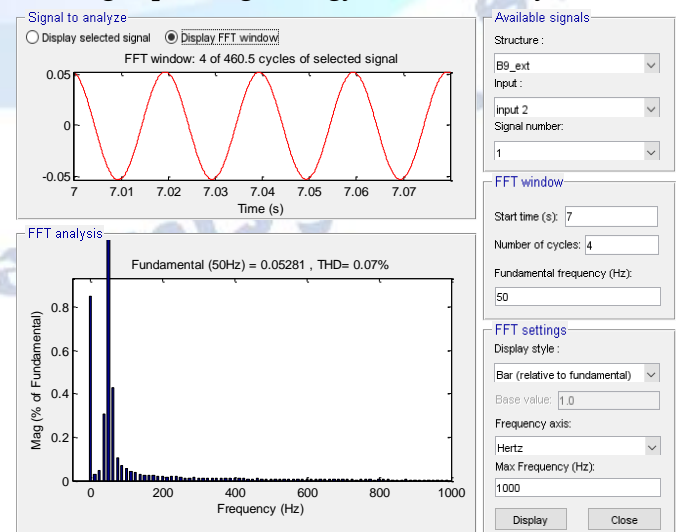 Signal to analyze
Display selected signal Display FFT window
FFT window: 4 of 460.5 cycles of selected signal
0.05
0
-0.05
7 7.01 7.02 7.03 7.04 7.05 7.06 7.07
Time (s)
FFT analysis
Fundamental (50Hz) = 0.05281 , THD= 0.07%
0.8
0.6
0.4
0.2
0
Mag (% of Fundamental)
0 200 400 600 800 1000
Frequency (Hz)
Available signals
Structure :
B9_ext
Input :
input 2
Signal number:
1
FFT window
Start time (s): 7
Number of cycles: 4
Fundamental frequency (Hz):
50
FFT settings
Display style :
Bar (relative to fundamental)
Base value: 1.0
Frequency axis:
Hertz
Max Frequency (Hz):
1000
Display Close